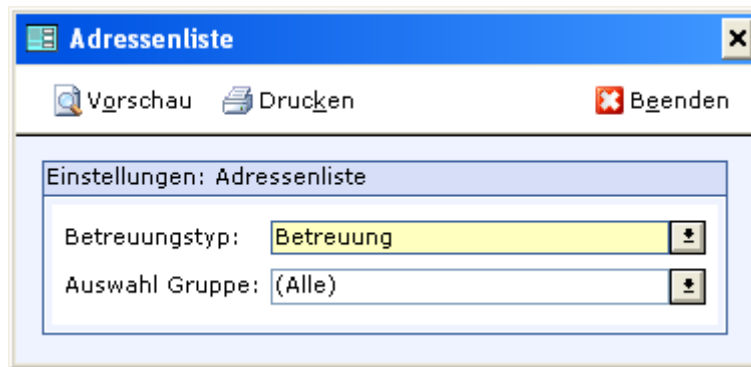 Adressenliste
Vorschau Drucken Beenden
Einstellungen: Adressenliste
Betreuungstyp: Betreuung
Auswahl Gruppe: (Alle)